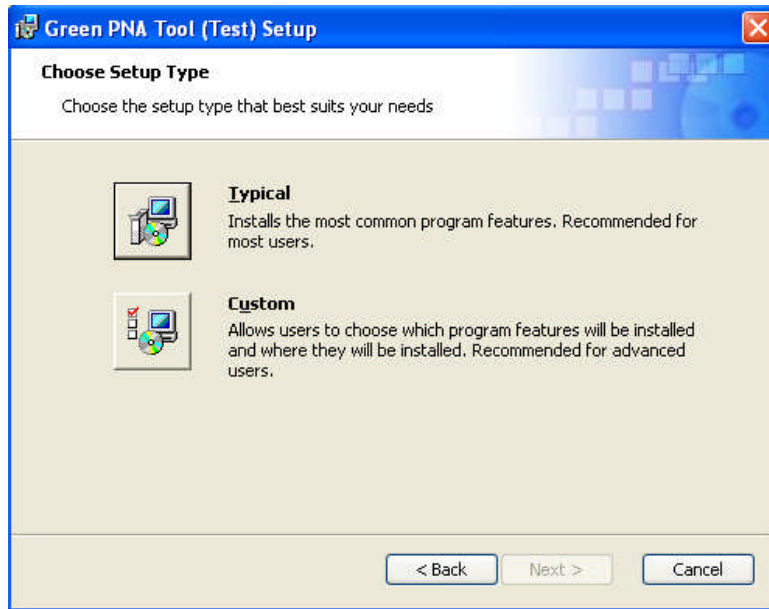 Green PNA Tool (Test) Setup
Choose Setup Type
Choose the setup type that best suits your needs
Typical
Installs the most common program features. Recommended for
most users.
Custom
Allows users to choose which program features will be installed
and where they will be installed. Recommended for advanced
users.
< Back
Next >
Cancel